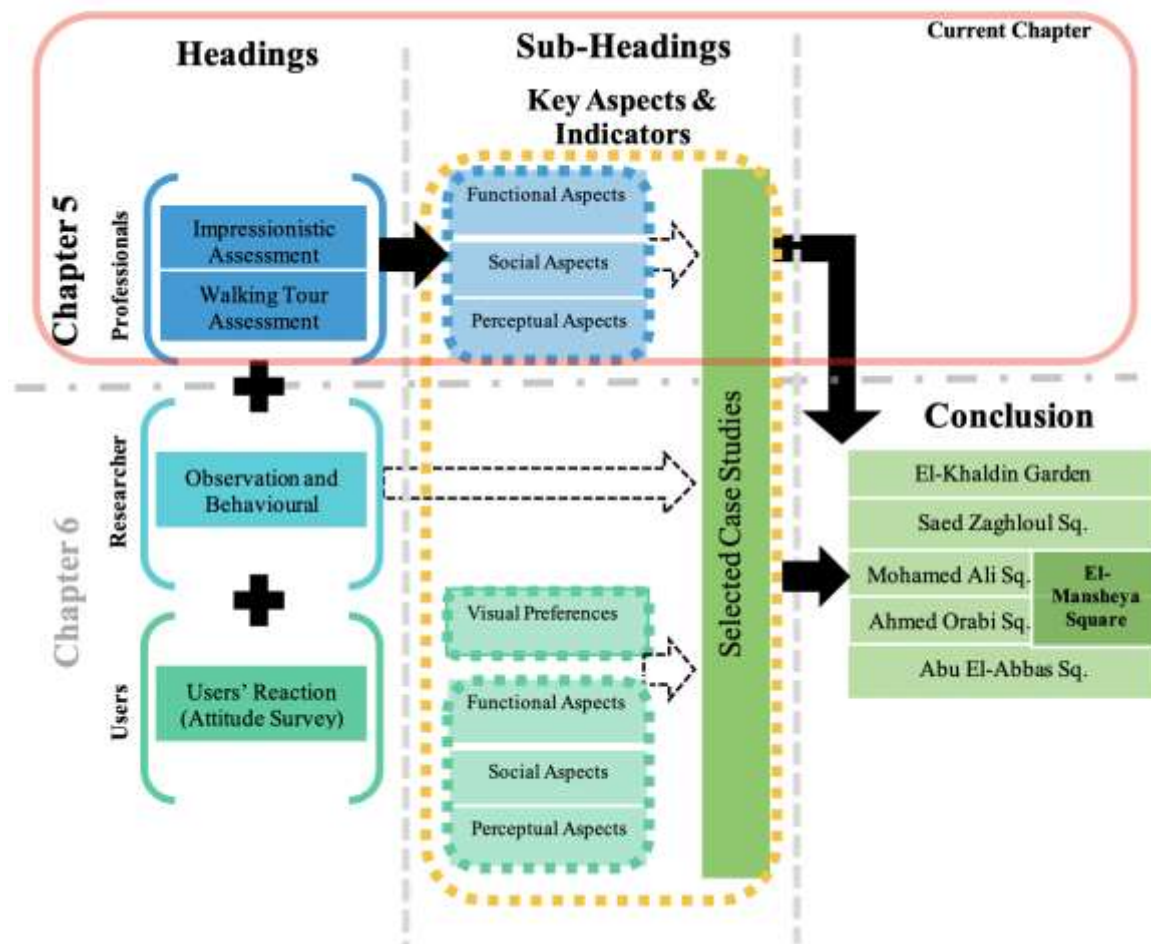 Current Chapter
Headings
Sub-Headings
Key Aspects &
Indicators
Chapter 5
Professionals
Impressionistic
Assessment
Walking Tour
Assessment
Functional Aspects
Social Aspects
Perceptual Aspects
Selected Case Studies
Chapter 6
Researcher
Observation and
Behavioural
Users
Users' Reaction
(Attitude Survey)
Visual Preferences
Functional Aspects
Social Aspects
Perceptual Aspects
Conclusion
El-Khaldin Garden
Saed Zaghloul Sq.
Mohamed Ali Sq.
Ahmed Orabi Sq.
El-
Mansheya
Square
Abu El-Abbas Sq.